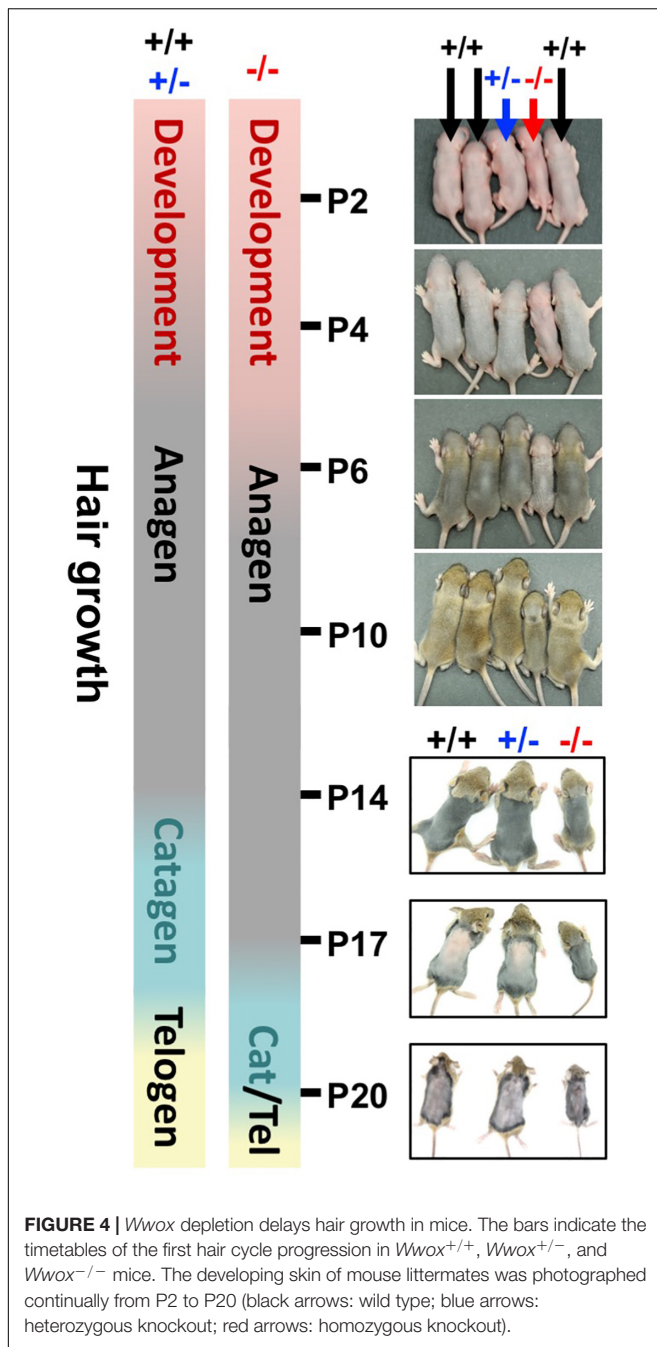 +/+
+/-
-/-
+/+
+/+
+/-
-/-
Hair growth
Development
Anagen
Catagen
Telogen
Development
Anagen
Cat/Tel
P2
P4
P6
P10
+/+
+/-
-/-
P14
P17
P20
FIGURE 4 | Wwox depletion delays hair growth in mice. The bars indicate the
timetables of the first hair cycle progression in Wwox+/+, Wwox+/−, and
Wwox−/− mice. The developing skin of mouse littermates was photographed
continually from P2 to P20 (black arrows: wild type; blue arrows:
heterozygous knockout; red arrows: homozygous knockout).